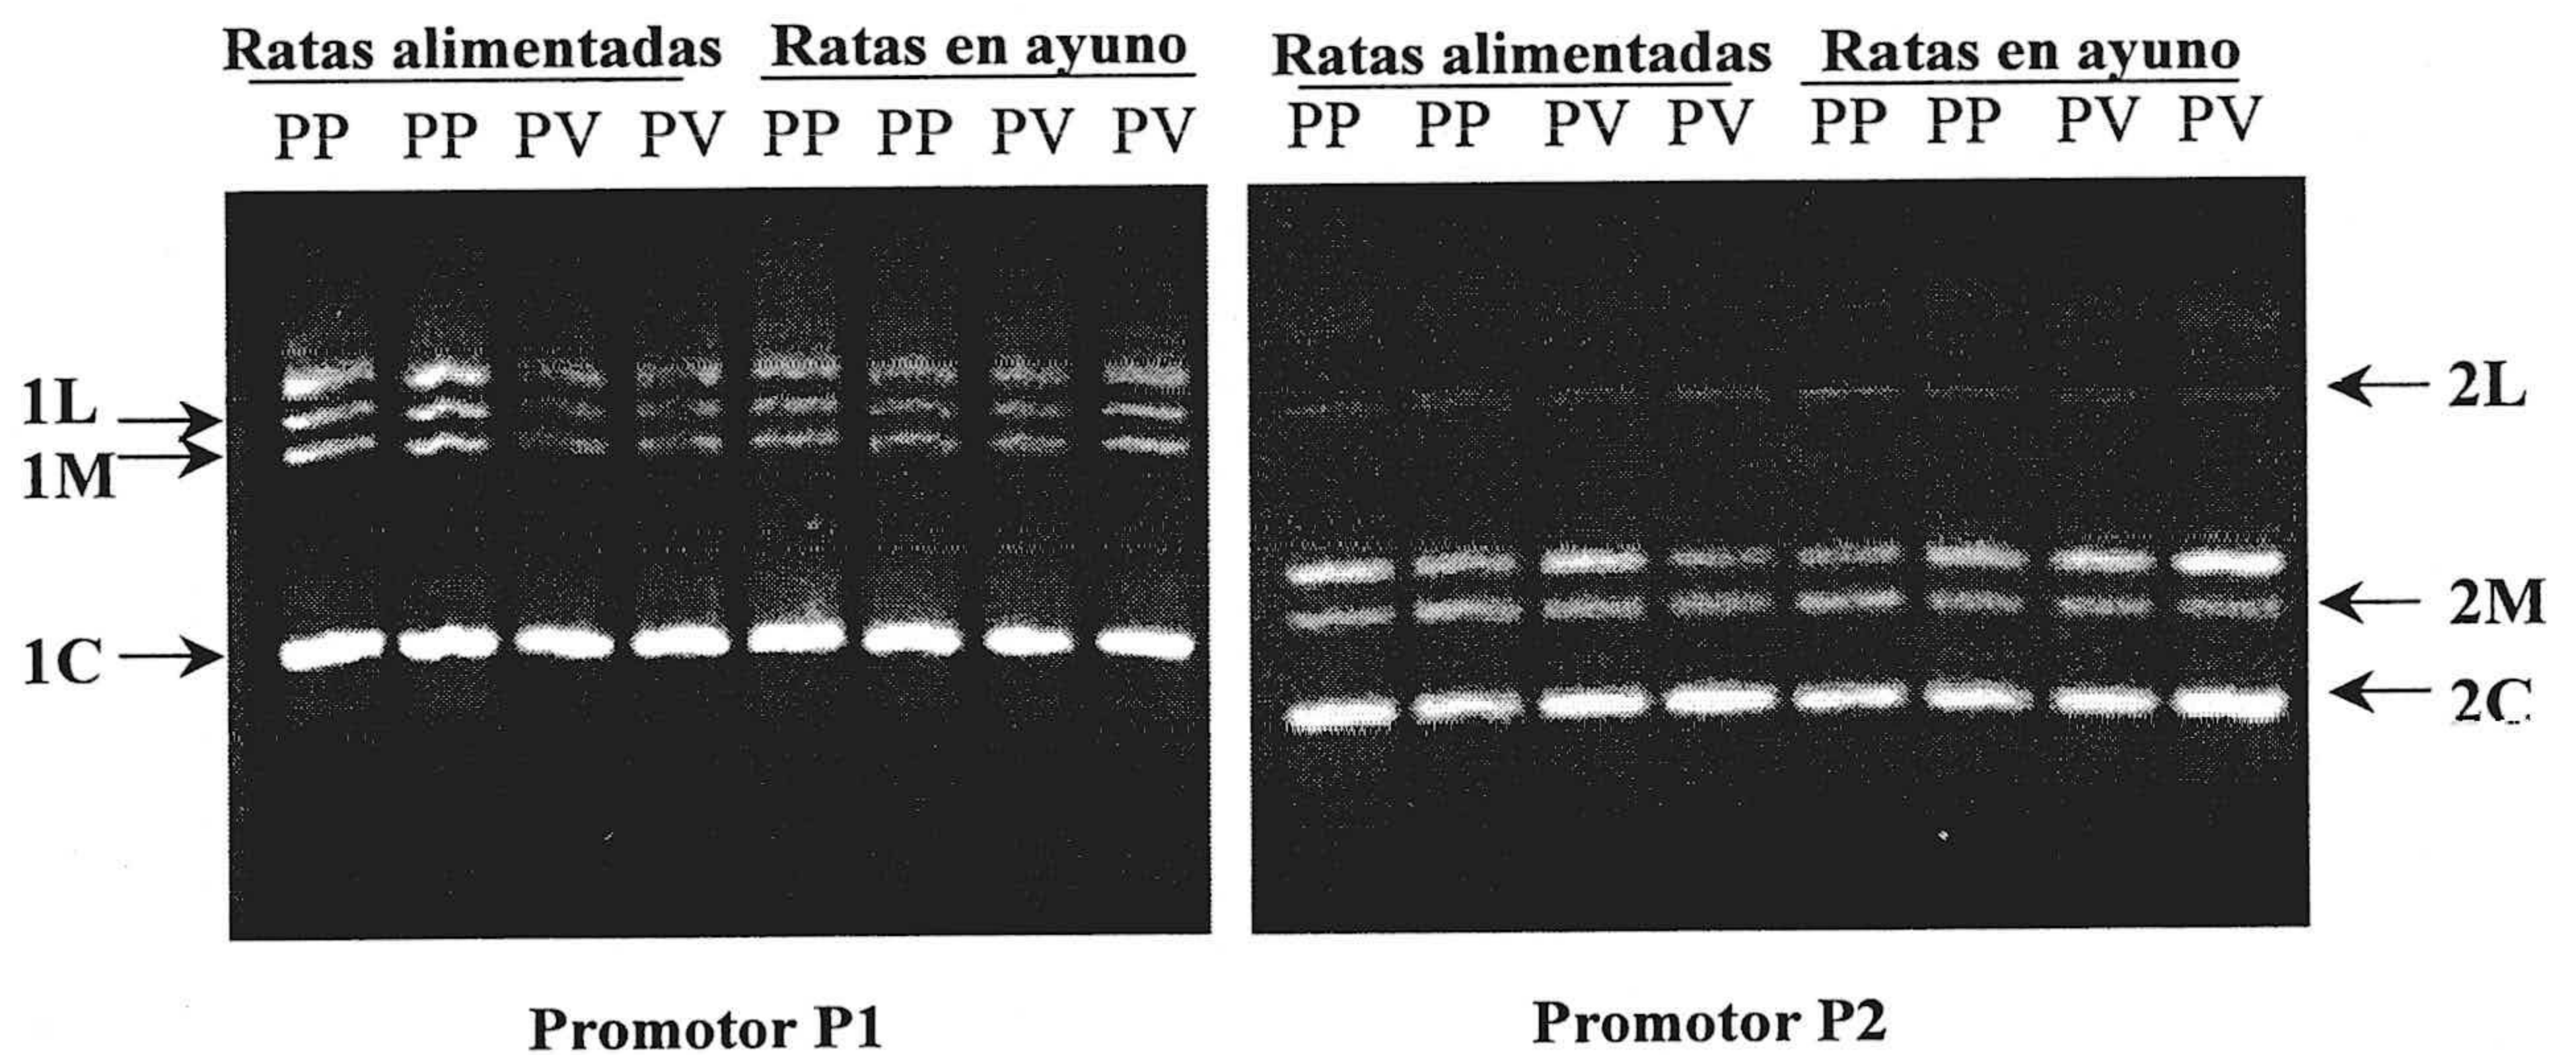 Ratas alimentadas Ratas en ayuno
PP PP PV PV PP PP PV PV
1L
1M
1C
Promotor P1
Ratas alimentadas Ratas en ayuno
PP PP PV PV PP PP PV PV
2L
2M
2C
Promotor P2